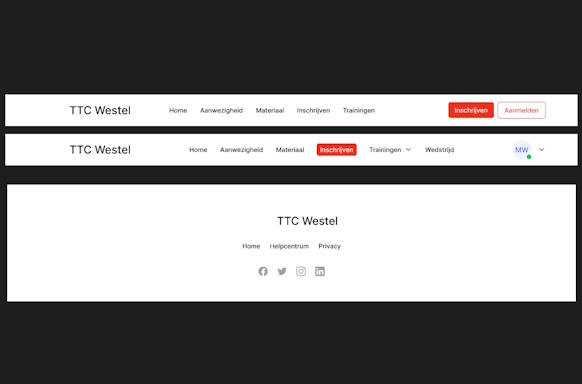 TTC Westel Home Aanwezigheid Materiaal Inschrijven Trainingen Inschrijven Aanmelden
TTC Westel Home Aanwezigheid Materiaal Inschrijven Trainingen Wedstrijd MW
TTC Westel
Home Helpcentrum Privacy